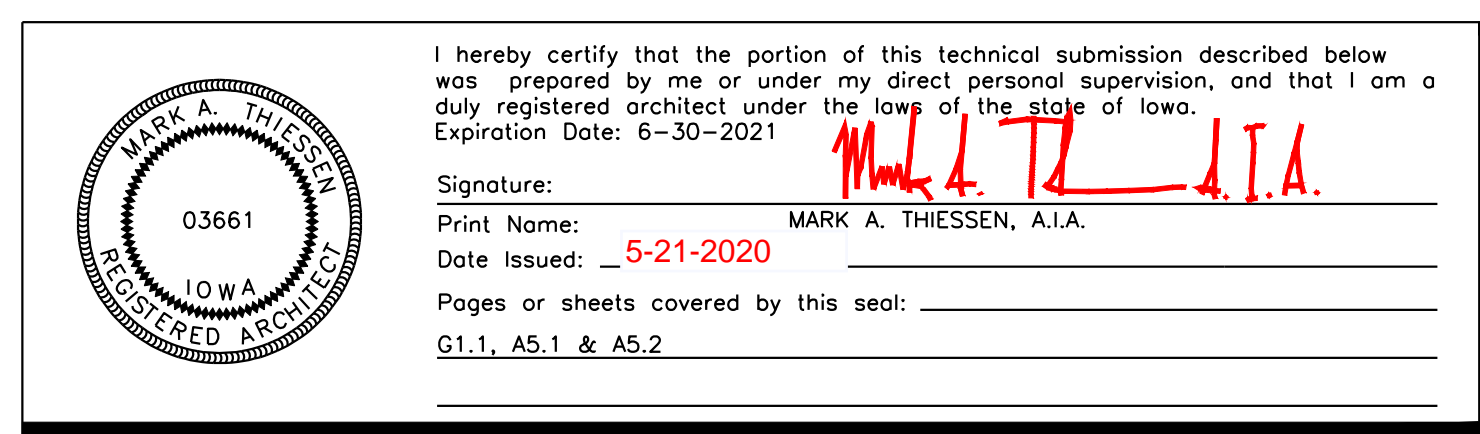 MARK A. THIESSEN
03661
IOWA
REGISTERED ARCHITECT
I hereby certify that the portion of this technical submission described below
was prepared by me or under my direct personal supervision, and that I am a
duly registered architect under the laws of the state of Iowa.
Expiration Date: 6-30-2021
Signature: Mark A. Th A.I.A.
Print Name: MARK A. THIESSEN, A.I.A.
Date Issued: 5-21-2020
Pages or sheets covered by this seal:
G1.1, A5.1 & A5.2